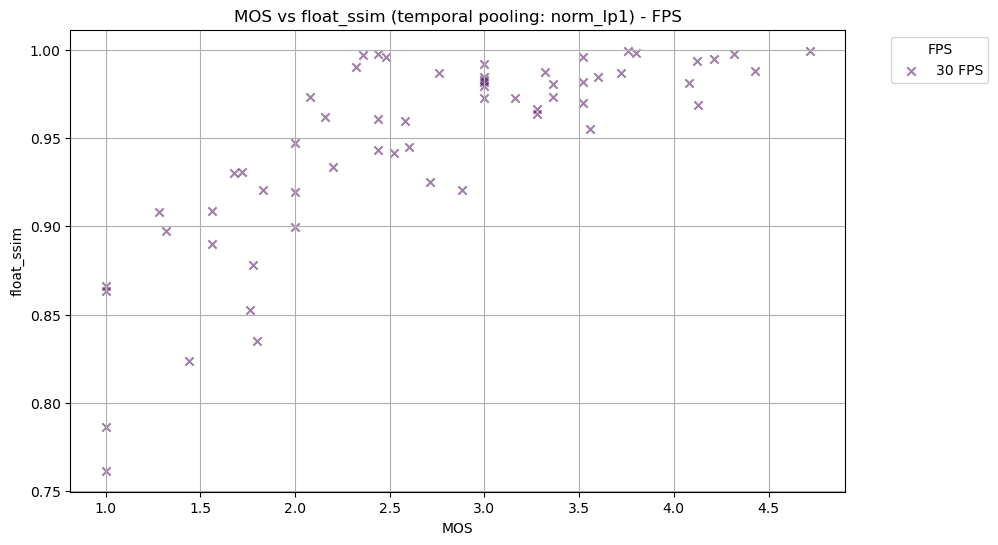 MOS vs float_ssim (temporal pooling: norm_lp1) - FPS
FPS
30 FPS
float_ssim
1.00
0.95
0.90
0.85
0.80
0.75
1.0 1.5 2.0 2.5 3.0 3.5 4.0 4.5
MOS